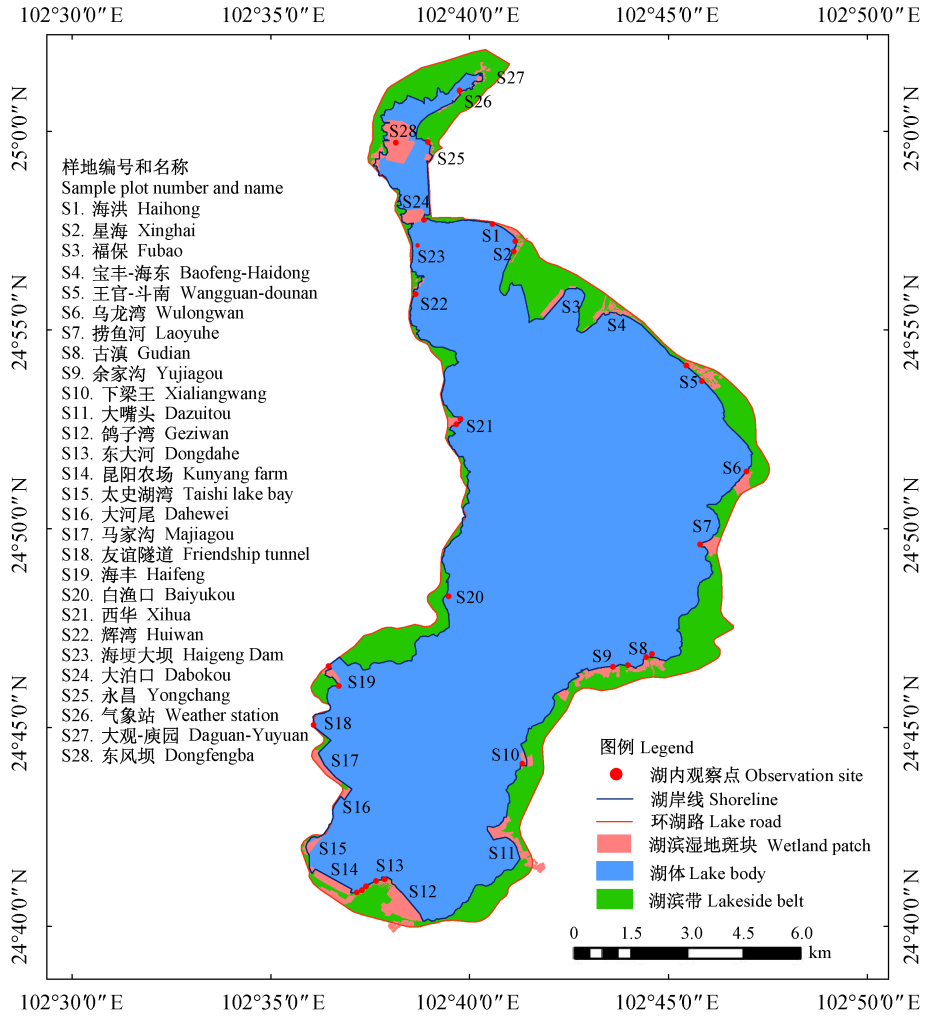 102°30′0″ E 102°35′0″ E 102°40′0″ E 102°45′0″ E 102°50′0″ E
25°0′0″ N
24°55′0″ N
24°50′0″ N
24°45′0″ N
24°40′0″ N
25°0′0″ N
24°55′0″ N
24°50′0″ N
24°45′0″ N
24°40′0″ N
样地编号和名称
Sample plot number and name
S1. 海洪 Haihong
S2. 星海 Xinghai
S3. 福保 Fubao
S4. 宝丰-海东 Baofeng-Haidong
S5. 王官-斗南 Wangguan-dounan
S6. 乌龙湾 Wulongwan
S7. 捞鱼河 Laoyuhe
S8. 古滇 Gudian
S9. 余家沟 Yujiagou
S10. 下梁王 Xialiangwang
S11. 大嘴头 Dazuitou
S12. 鸽子湾 Geziwan
S13. 东大河 Dongdahe
S14. 昆阳农场 Kunyang farm
S15. 太史湖湾 Taishi lake bay
S16. 大河尾 Dahewei
S17. 马家沟 Majiagou
S18. 友谊隧道 Friendship tunnel
S19. 海丰 Haifeng
S20. 白渔口 Baiyukou
S21. 西华 Xihua
S22. 辉湾 Huiwan
S23. 海埂大坝 Haigeng Dam
S24. 大泊口 Dabokou
S25. 永昌 Yongchang
S26. 气象站 Weather station
S27. 大观-庾园 Daguan-Yuyuan
S28. 东风坝 Dongfengba
S27
S26
S28
S25
S24
S1
S2
S23
S22
S3
S4
S5
S21
S6
S7
S20
S8
S9
S19
S18
S10
S17
S16
S15
S11
S14
S13
S12
图例 Legend
湖内观察点 Observation site
湖岸线 Shoreline
环湖路 Lake road
湖滨湿地斑块 Wetland patch
湖体 Lake body
湖滨带 Lakeside belt
0 1.5 3.0 4.5 6.0
km
102°30′0″ E 102°35′0″ E 102°40′0″ E 102°45′0″ E 102°50′0″ E